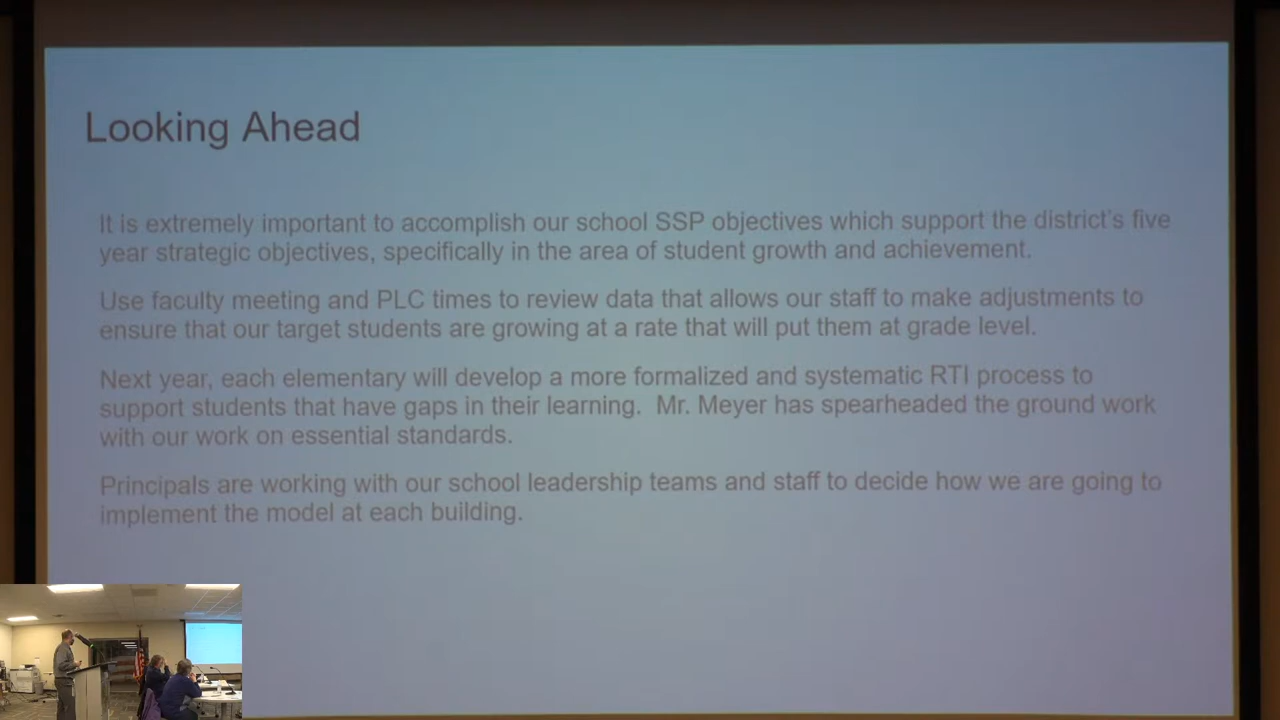 Looking Ahead
It is extremely important to accomplish our school SSP objectives which support the district's five
year strategic objectives, specifically in the area of student growth and achievement.
Use faculty meeting and PLC times to review data that allows our staff to make adjustments to
ensure that our target students are growing at a rate that will put them at grade level.
Next year, each elementary will develop a more formalized and systematic RTI process to
support students that have gaps in their learning.  Mr. Meyer has spearheaded the ground work
with our work on essential standards.
Principals are working with our school leadership teams and staff to decide how we are going to
implement the model at each building.